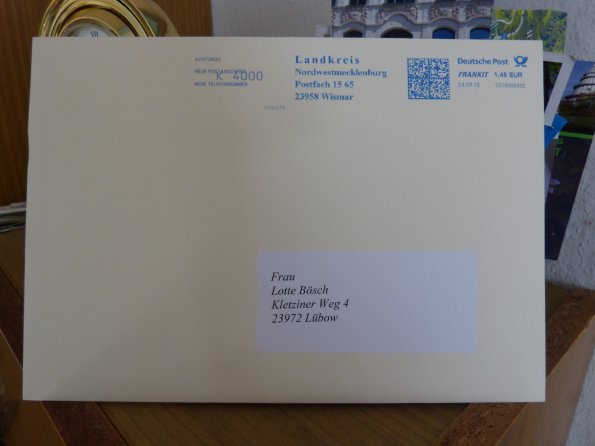 ACHTUNG!!!
NEUE POSTANSCHRIFT
K 4000
NEUE TELEFONNUMMER
Landkreis
Nordwestmecklenburg
Postfach 15 65
23958 Wismar
Deutsche Post
FRANKIT 1,45 EUR
Frau
Lotte Bösch
Kletziner Weg 4
23972 Lübow